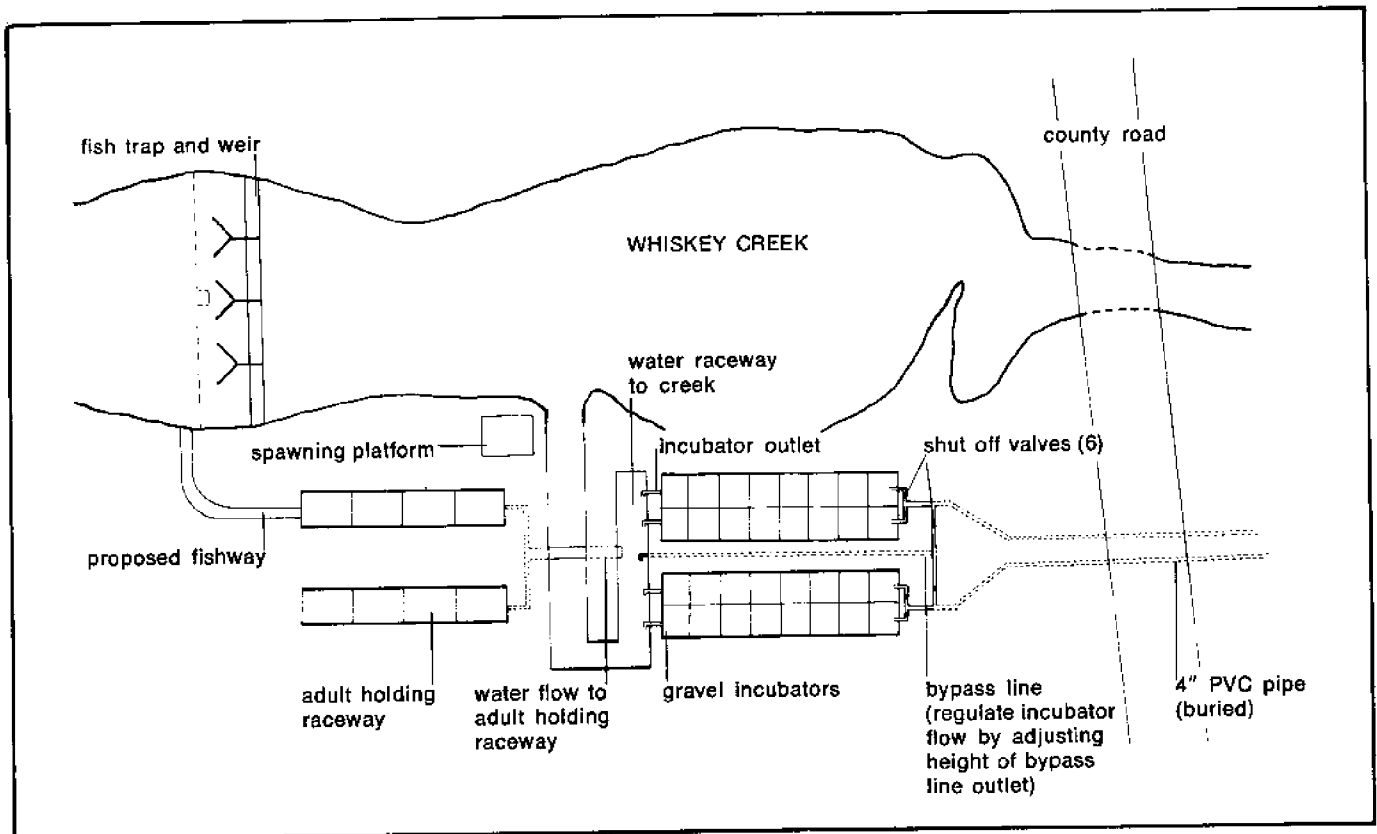 county road
fish trap and weir
WHISKEY CREEK
water raceway
to creek
spawning platform
incubator outlet
shut off valves (6)
proposed fishway
adult holding
raceway
water flow to
adult holding
raceway
gravel incubators
bypass line
(regulate incubator
flow by adjusting
height of bypass
line outlet)
4" PVC pipe
(buried)